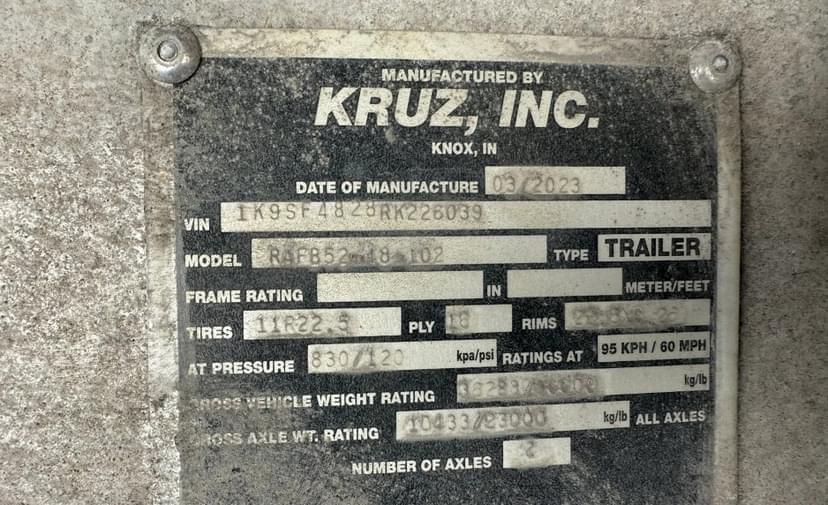 MANUFACTURED BY
KRUZ, INC.
KNOX, IN
DATE OF MANUFACTURE 03/2023
VIN 1K9SF4828RK226039
MODEL
TYPE TRAILER
FRAME RATING IN METER/FEET
TIRES 11R22.5 PLY 16 RIMS
AT PRESSURE 830/120 kpa/psi RATINGS AT 95 KPH / 60 MPH
GROSS VEHICLE WEIGHT RATING kg/lb
GROSS AXLE WT. RATING 10433/23000 kg/lb ALL AXLES
NUMBER OF AXLES 2